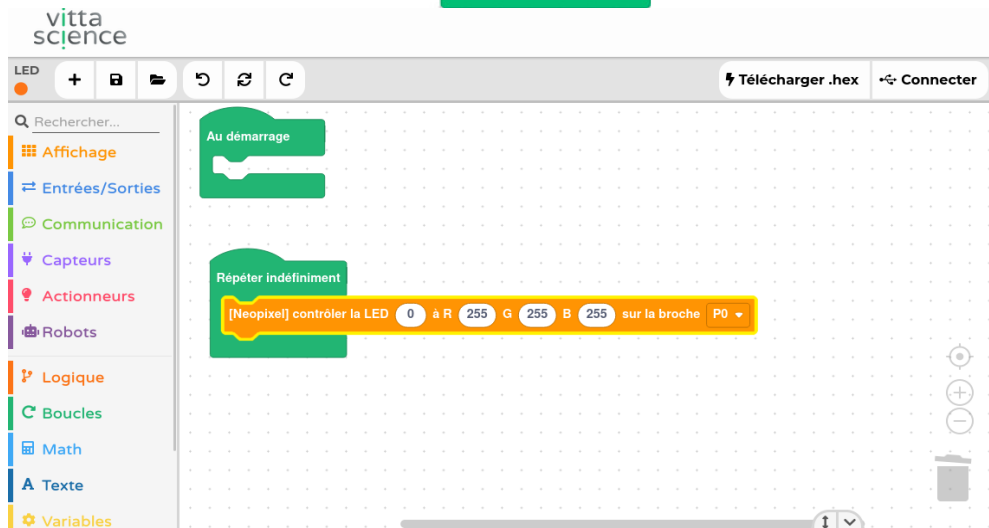 vitta
science
LED
Télécharger .hex
Connecter
Rechercher...
Affichage
Entrées/Sorties
Communication
Capteurs
Actionneurs
Robots
Logique
Boucles
Math
A Texte
Variables
Au démarrage
Répéter indéfiniment
[Neopixel] contrôler la LED 0 à R 255 G 255 B 255 sur la broche P0